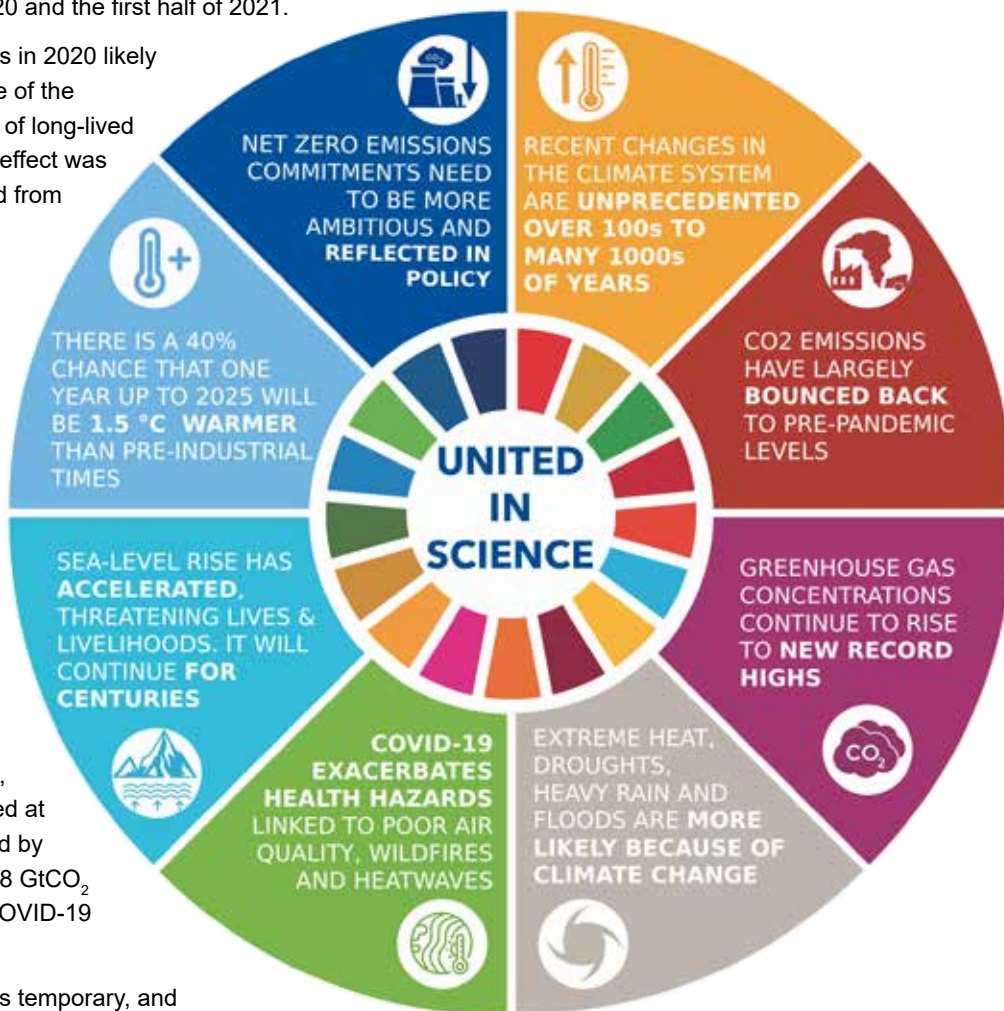 20 and the first half of 2021.
s in 2020 likely
e of the
of long-lived
effect was
d from
NET ZERO EMISSIONS
COMMITMENTS NEED
TO BE MORE
AMBITIOUS AND
REFLECTED IN
POLICY
RECENT CHANGES IN
THE CLIMATE SYSTEM
ARE UNPRECEDENTED
OVER 100s TO
MANY 1000s
OF YEARS
CO2 EMISSIONS
HAVE LARGELY
BOUNCED BACK
TO PRE-PANDEMIC
LEVELS
GREENHOUSE GAS
CONCENTRATIONS
CONTINUE TO RISE
TO NEW RECORD
HIGHS
CO₂
EXTREME HEAT,
DROUGHTS,
HEAVY RAIN AND
FLOODS ARE MORE
LIKELY BECAUSE OF
CLIMATE CHANGE
COVID-19
EXACERBATES
HEALTH HAZARDS
LINKED TO POOR AIR
QUALITY, WILDFIRES
AND HEATWAVES
SEA-LEVEL RISE HAS
ACCELERATED,
THREATENING LIVES &
LIVELIHOODS. IT WILL
CONTINUE FOR
CENTURIES
THERE IS A 40%
CHANCE THAT ONE
YEAR UP TO 2025 WILL
BE 1.5 °C WARMER
THAN PRE-INDUSTRIAL
TIMES
CO₂
UNITED
IN
SCIENCE
,
ed at
d by
8 GtCO₂
OVID-19
s temporary, and